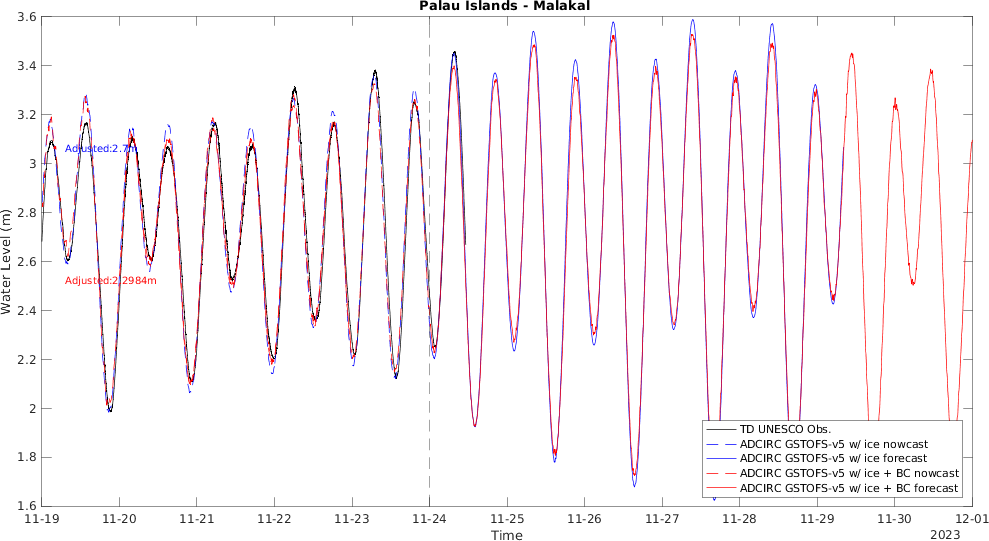 Palau Islands - Malakal
3.6
3.4
3.2
3
2.8
2.6
2.4
2.2
2
1.8
1.6
Water Level (m)
Adjusted:2.7m
Adjusted:2.2984m
TD UNESCO Obs.
ADCIRC GSTOFS-v5 w/ ice nowcast
ADCIRC GSTOFS-v5 w/ ice forecast
ADCIRC GSTOFS-v5 w/ ice + BC nowcast
ADCIRC GSTOFS-v5 w/ ice + BC forecast
11-19 11-20 11-21 11-22 11-23 11-24 11-25 11-26 11-27 11-28 11-29 11-30 12-01
Time
2023